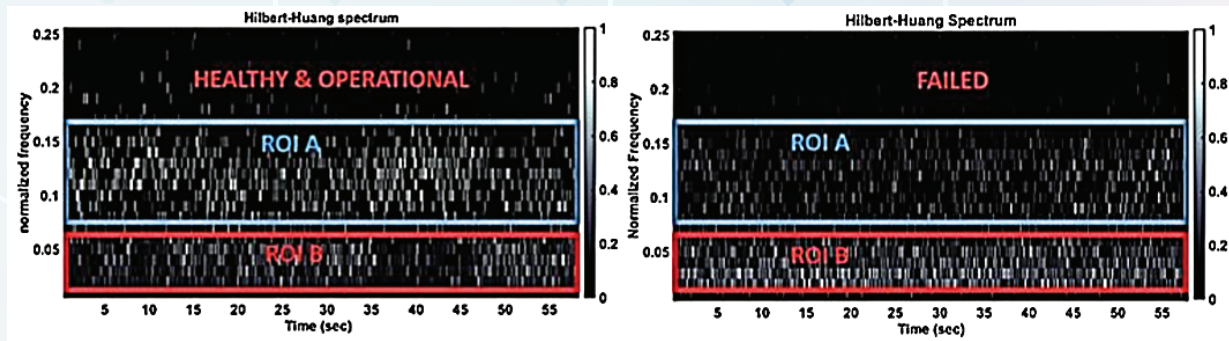 Hilbert-Huang spectrum
0.25
0.2
0.15
0.1
0.05
normalized frequency
HEALTHY & OPERATIONAL
ROI A
ROI B
5 10 15 20 25 30 35 40 45 50 55
Time (sec)
1
0.8
0.6
0.4
0.2
0
Hilbert-Huang Spectrum
0.25
0.2
0.15
0.1
0.05
0
Normalized Frequency
FAILED
ROI A
ROI B
5 10 15 20 25 30 35 40 45 50 55
Time (sec)
1
0.8
0.6
0.4
0.2
0